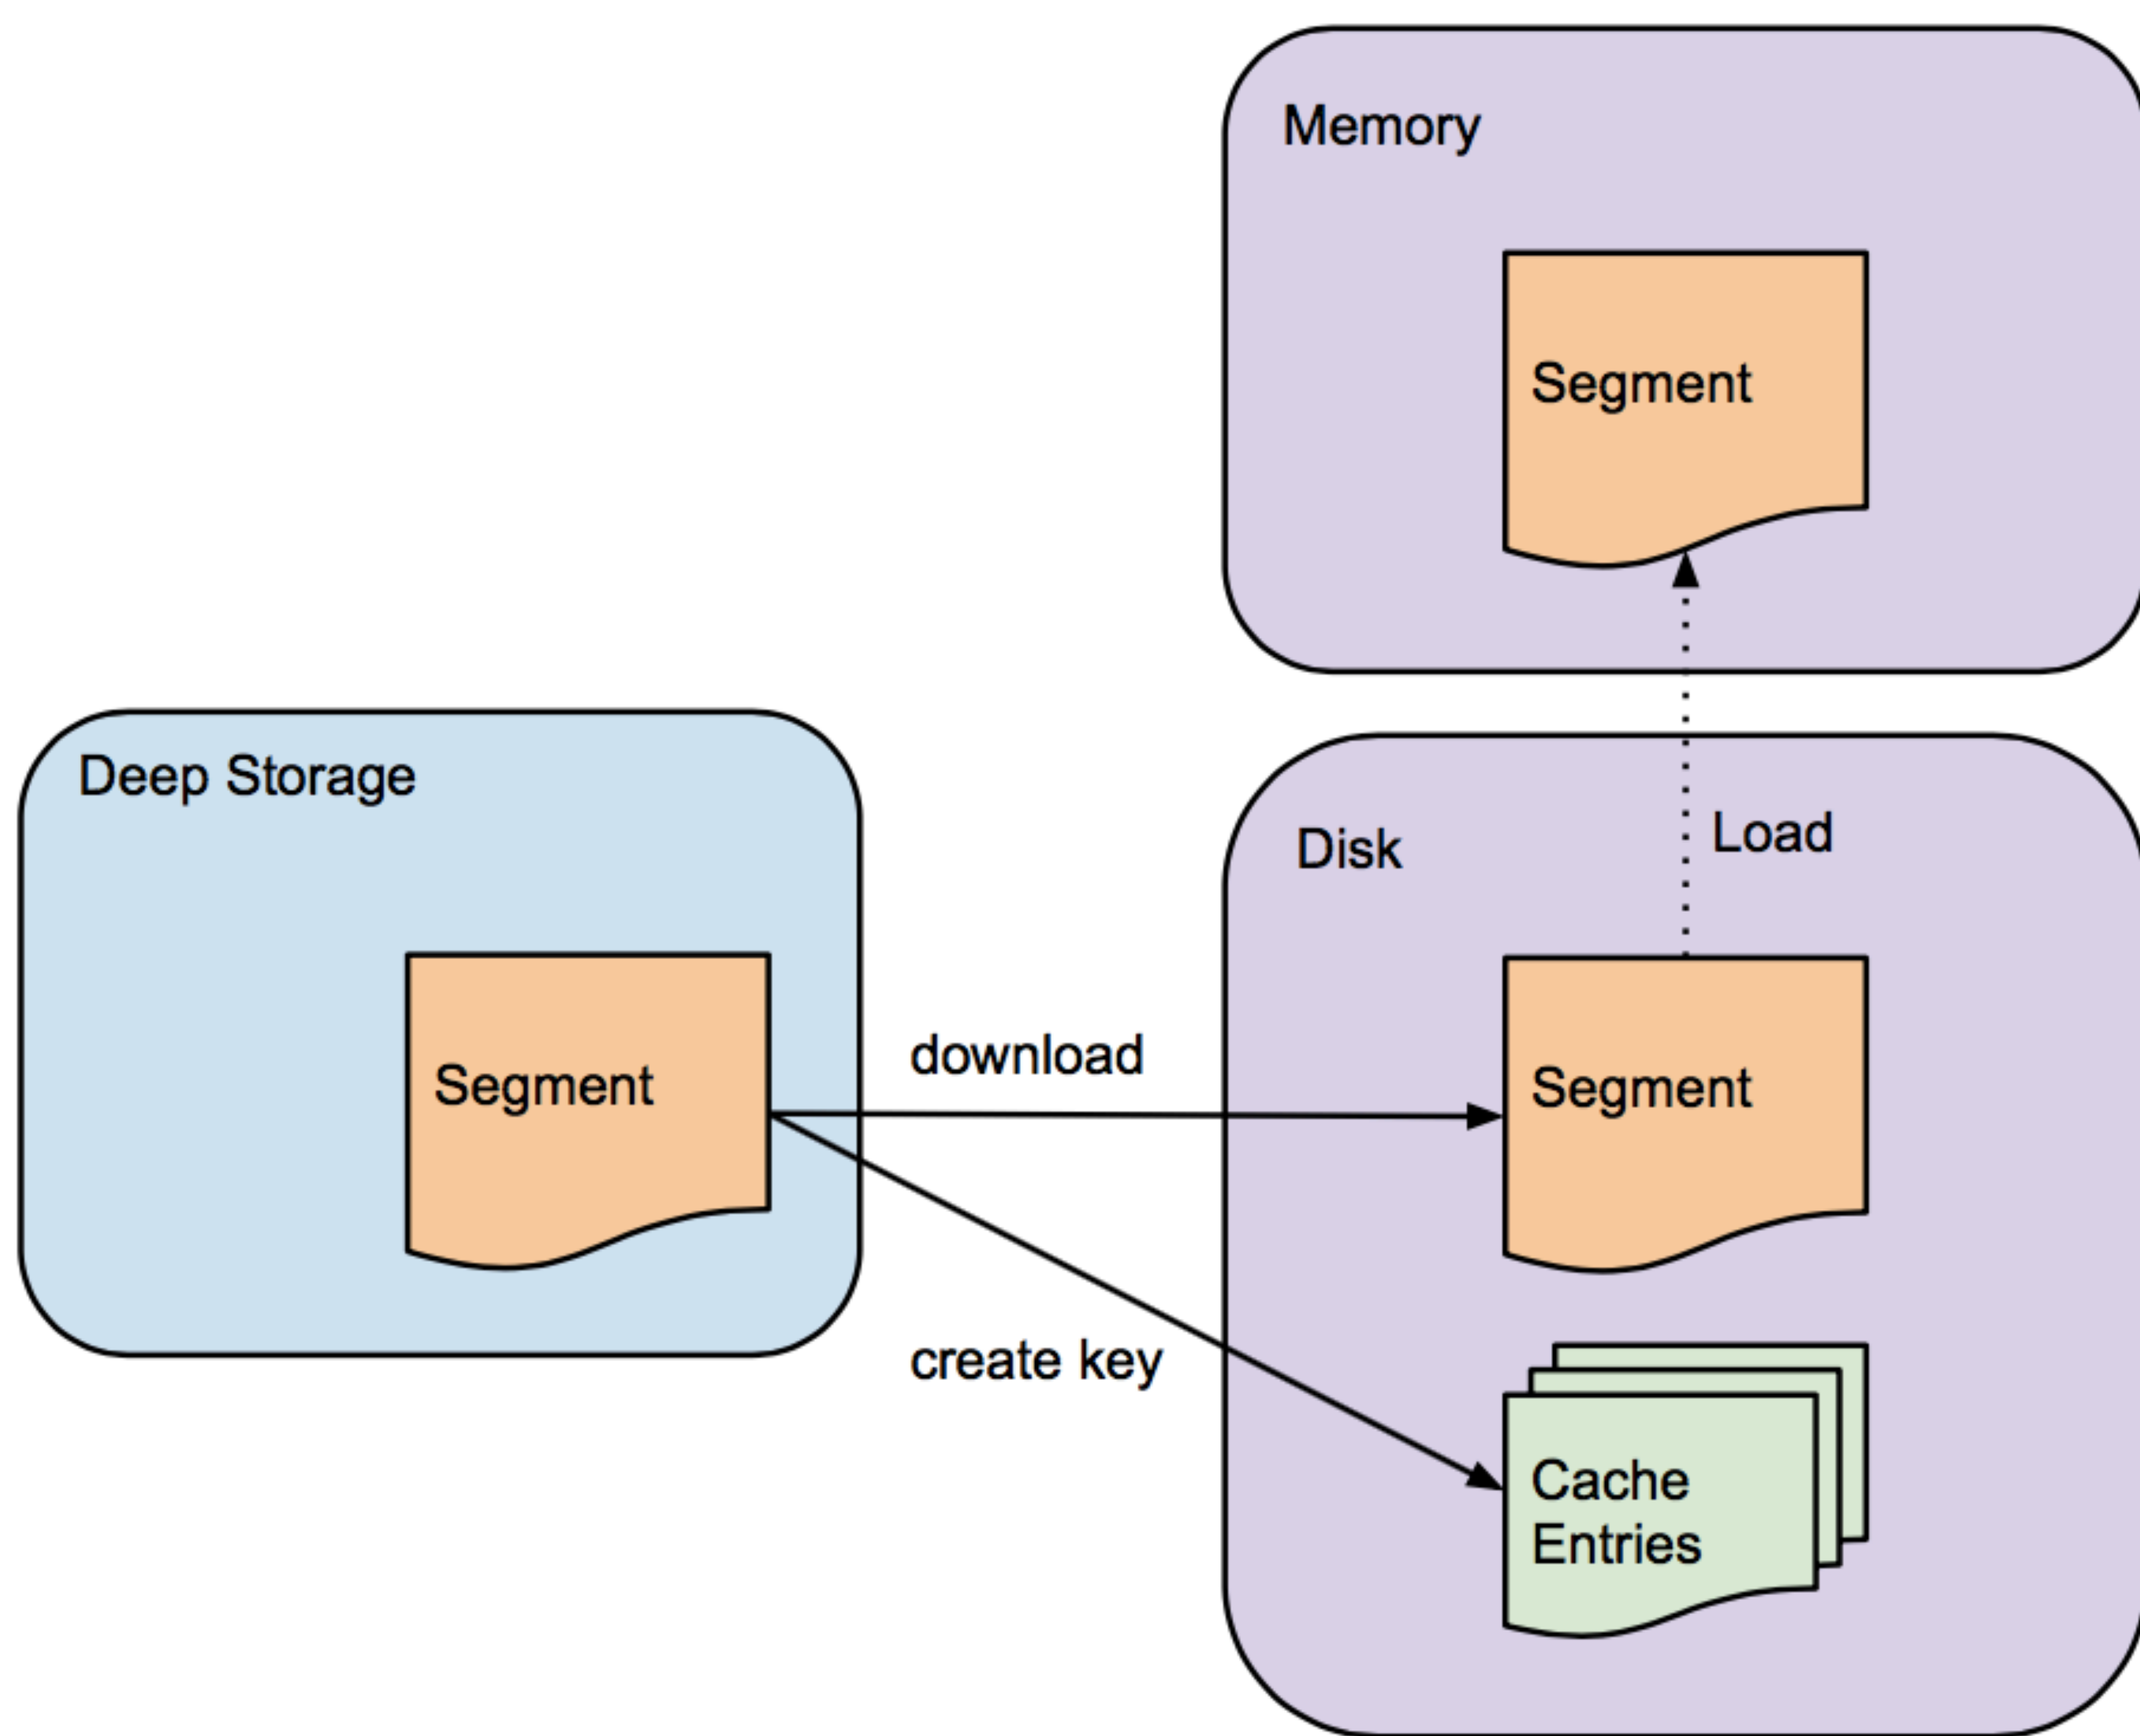 Memory
Segment
Deep Storage
Segment
download
create key
Disk
Load
Segment
Cache
Entries